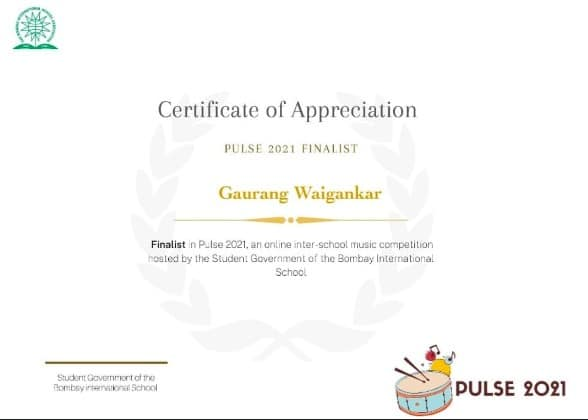 Certificate of Appreciation
PULSE 2021 FINALIST
Gaurang Waigankar
Finalist in Pulse 2021, an online inter-school music competition
hosted by the Student Government of the Bombay International
School
Student Government of the
Bombay International School
PULSE 2021